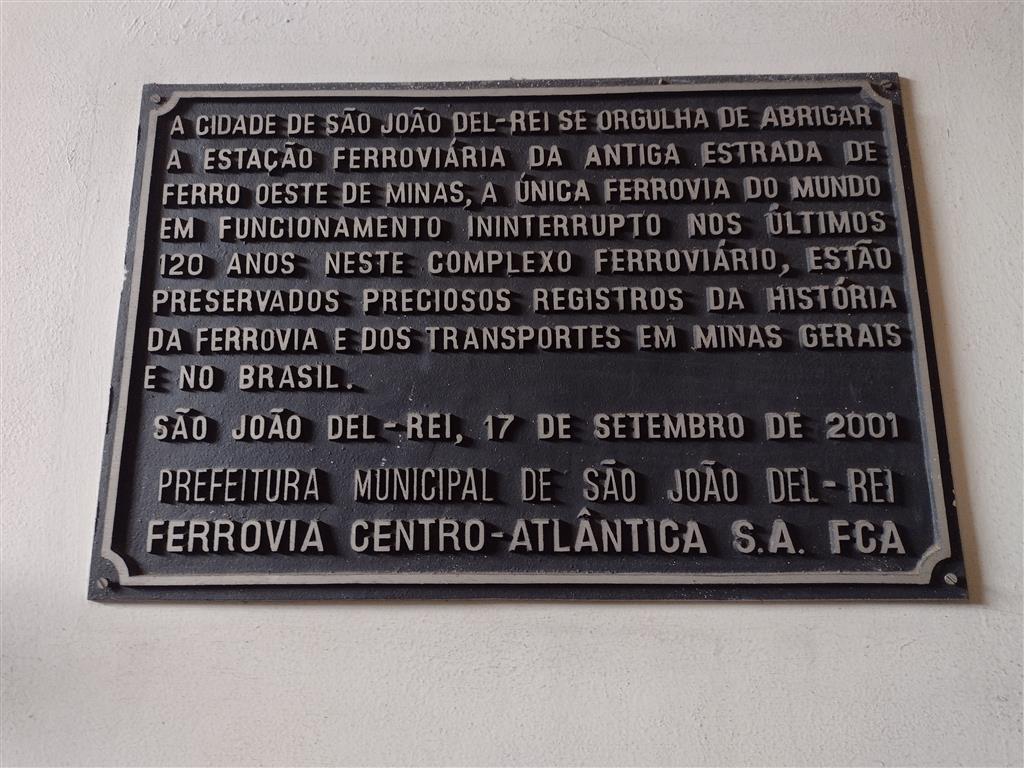 A CIDADE DE SÃO JOÃO DEL-REI SE ORGULHA DE ABRIGAR
A ESTAÇÃO FERROVIÁRIA DA ANTIGA ESTRADA DE
FERRO OESTE DE MINAS, A ÚNICA FERROVIA DO MUNDO
EM FUNCIONAMENTO ININTERRUPTO NOS ÚLTIMOS
120 ANOS NESTE COMPLEXO FERROVIÁRIO, ESTÃO
PRESERVADOS PRECIOSOS REGISTROS DA HISTÓRIA
DA FERROVIA E DOS TRANSPORTES EM MINAS GERAIS
E NO BRASIL.
SÃO JOÃO DEL-REI, 17 DE SETEMBRO DE 2001
PREFEITURA MUNICIPAL DE SÃO JOÃO DEL-REI
FERROVIA CENTRO-ATLÂNTICA S.A. FCA